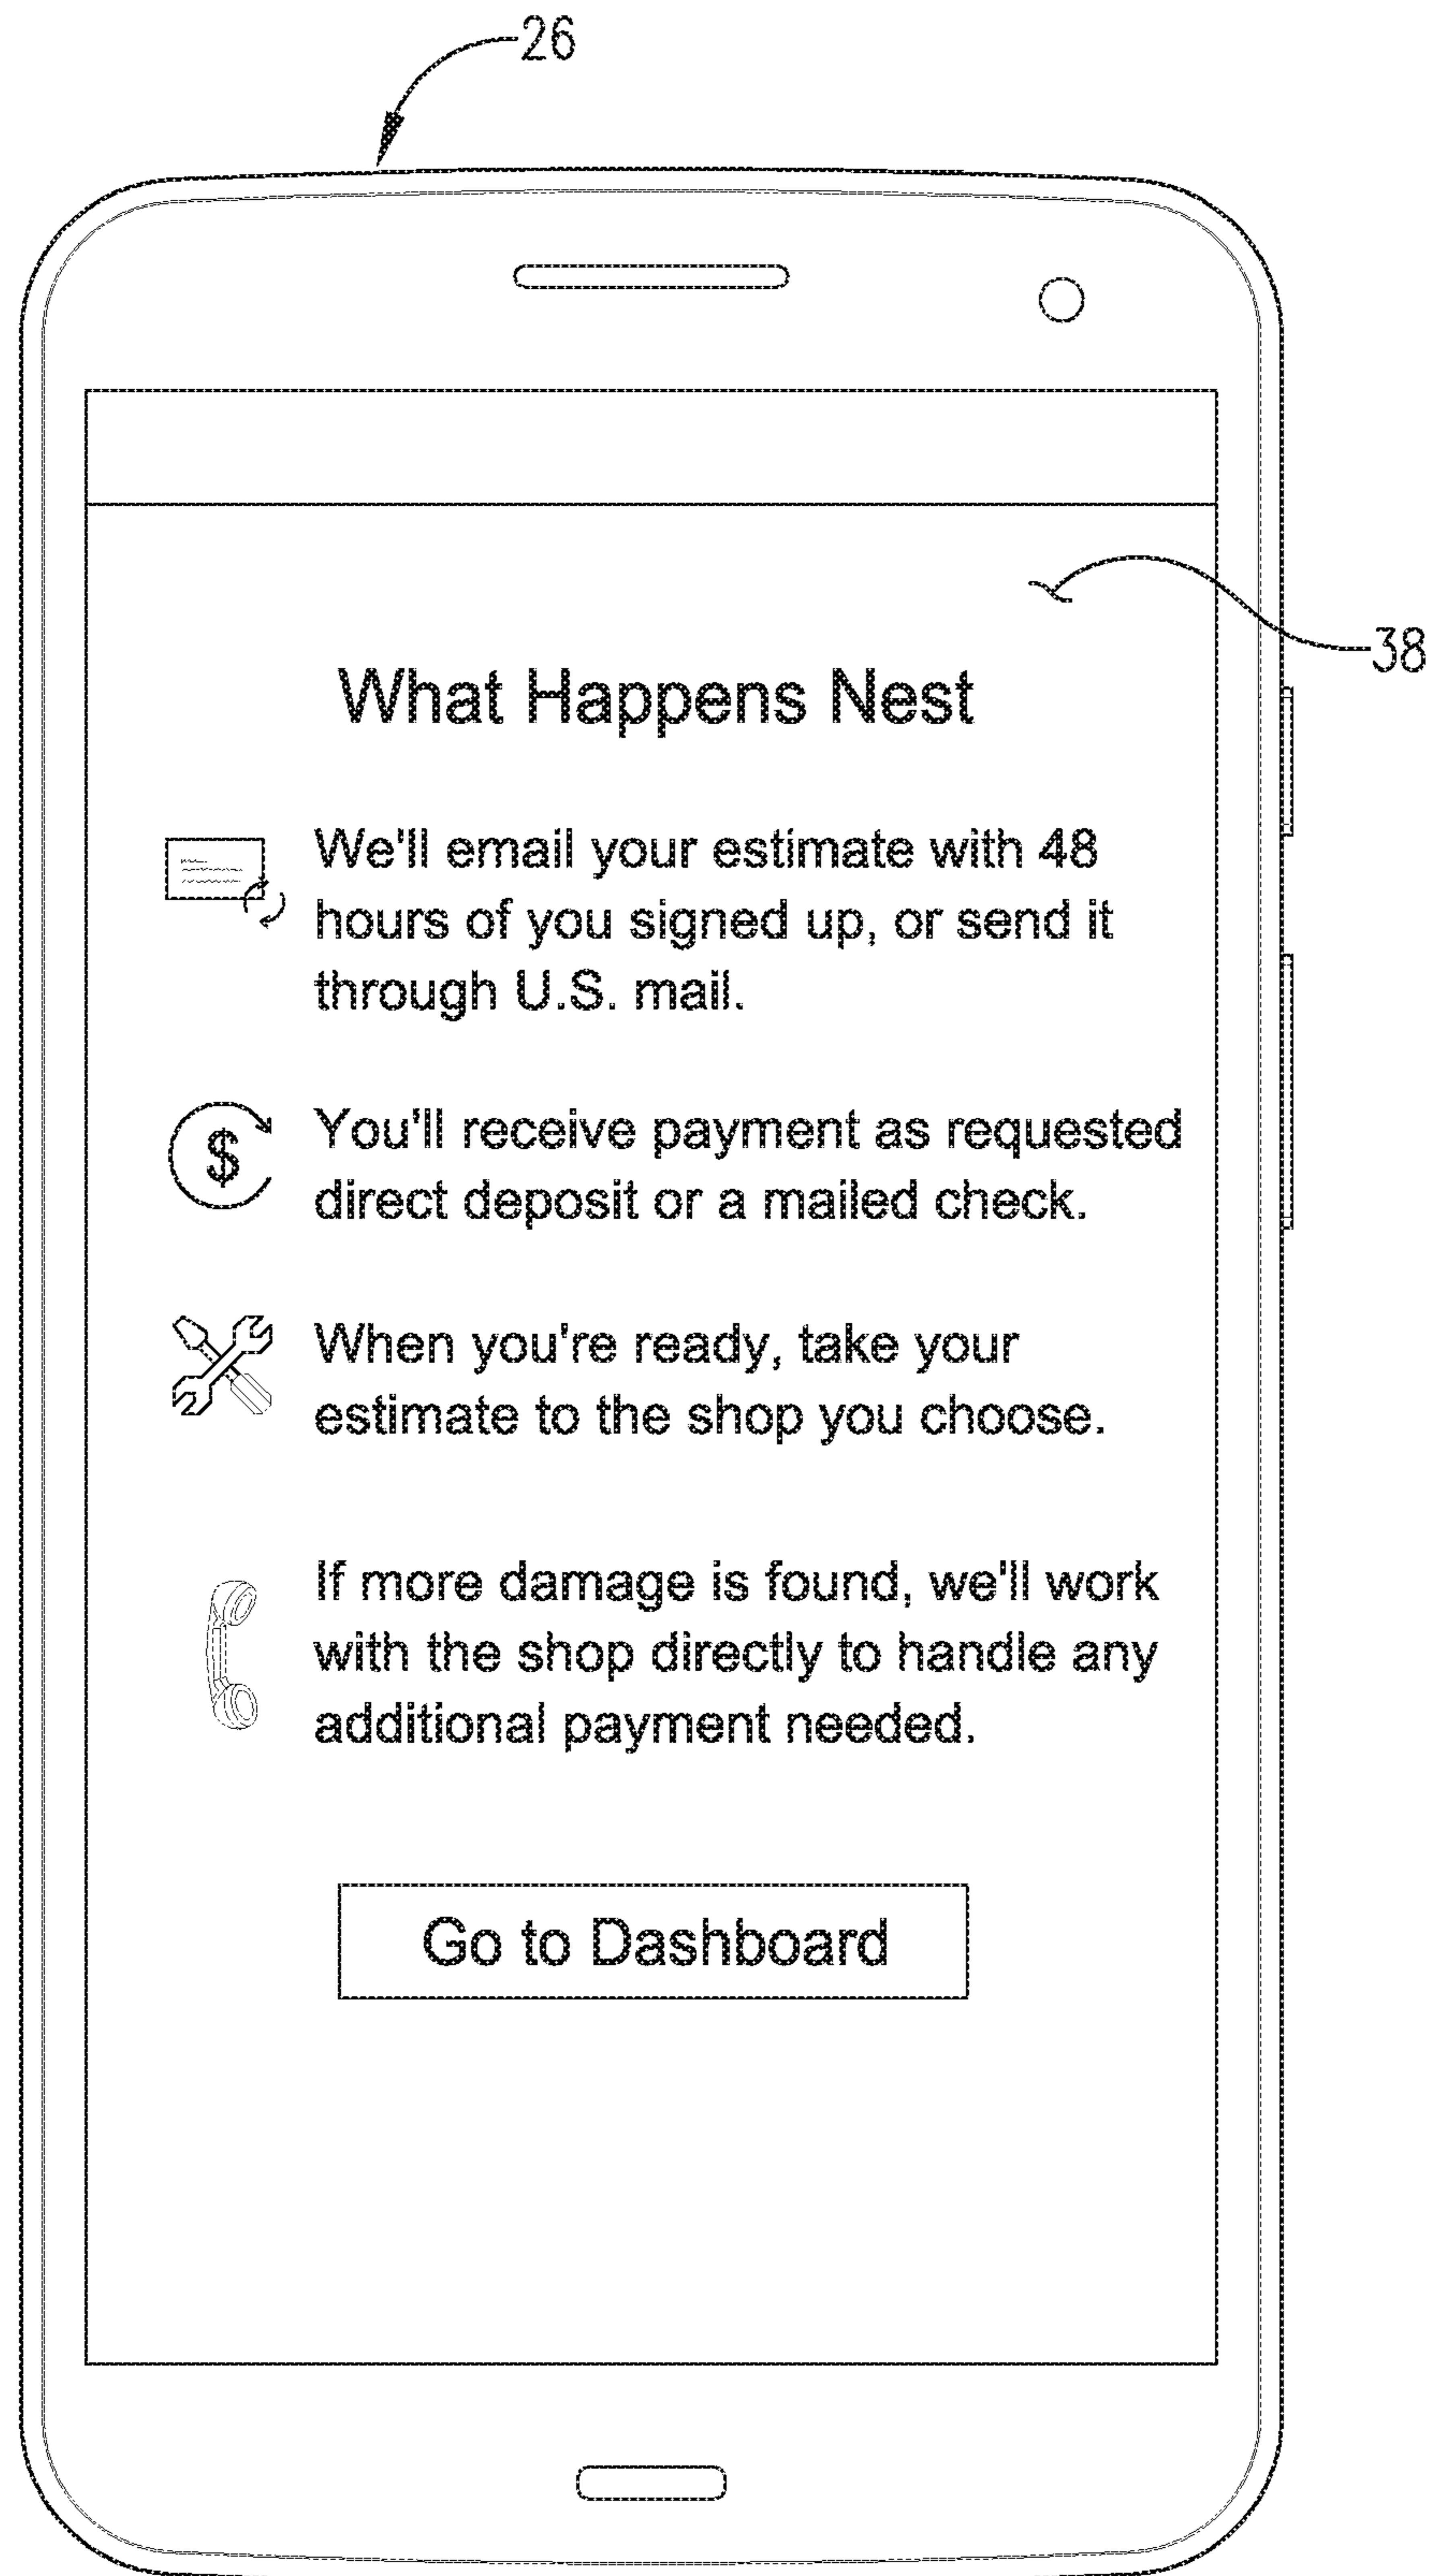 26
38
What Happens Nest
We'll email your estimate with 48
hours of you signed up, or send it
through U.S. mail.
$
You'll receive payment as requested
direct deposit or a mailed check.
When you're ready, take your
estimate to the shop you choose.
If more damage is found, we'll work
with the shop directly to handle any
additional payment needed.
Go to Dashboard